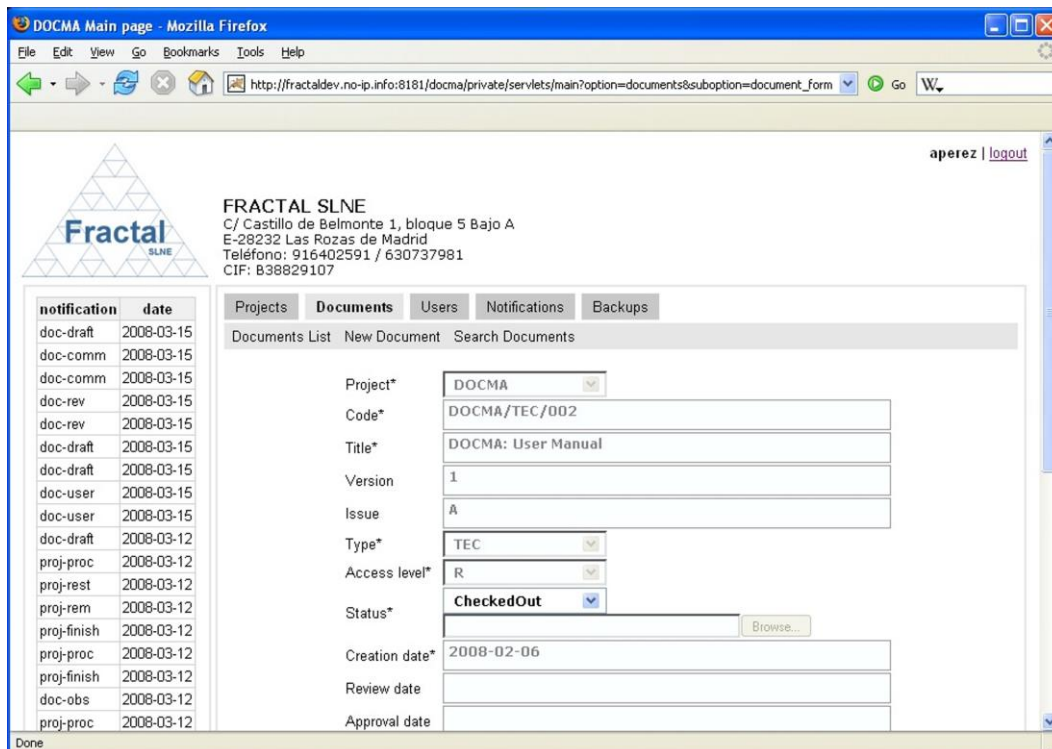 DOCMA Main page - Mozilla Firefox
File Edit View Go Bookmarks Tools Help
http://fractaldev.no-ip.info:8181/docma/private/servlets/main?option=documents&suboption=document_form Go W.
aperez | logout
Fractal
SLNE
FRACTAL SLNE
C/ Castillo de Belmonte 1, bloque 5 Bajo A
E-28232 Las Rozas de Madrid
Teléfono: 916402591 / 630737981
CIF: B38829107
notification date
doc-draft 2008-03-15
doc-comm 2008-03-15
doc-comm 2008-03-15
doc-rev 2008-03-15
doc-rev 2008-03-15
doc-draft 2008-03-15
doc-draft 2008-03-15
doc-user 2008-03-15
doc-user 2008-03-15
doc-draft 2008-03-12
proj-proc 2008-03-12
proj-rest 2008-03-12
proj-rem 2008-03-12
proj-finish 2008-03-12
proj-proc 2008-03-12
proj-finish 2008-03-12
doc-obs 2008-03-12
proj-proc 2008-03-12
Projects Documents Users Notifications Backups
Documents List New Document Search Documents
Project* DOCMA
Code* DOCMA/TEC/002
Title* DOCMA: User Manual
Version 1
Issue A
Type* TEC
Access level* R
Status* CheckedOut
Browse...
Creation date* 2008-02-06
Review date
Approval date
Done